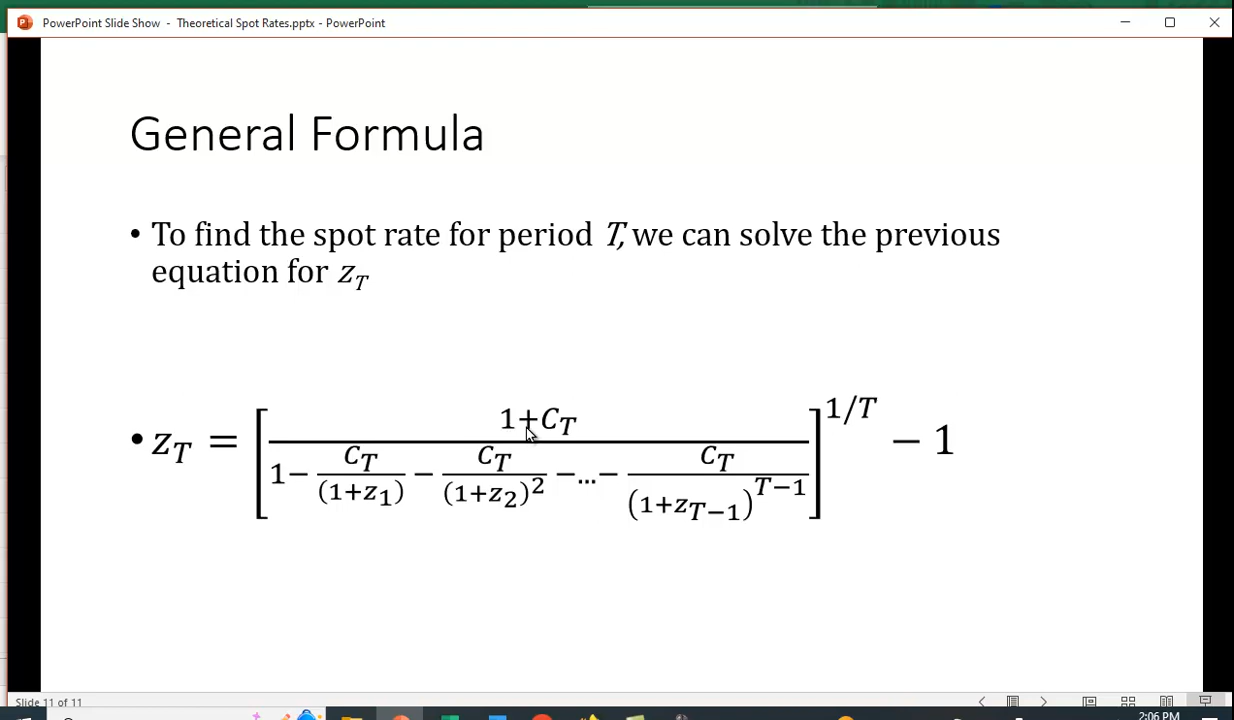 PowerPoint Slide Show - Theoretical Spot Rates.pptx - PowerPoint
General Formula
• To find the spot rate for period T, we can solve the previous
equation for z_T
• z_T = [ (1+C_T) / (1 − C_T/(1+z_1) − C_T/(1+z_2)^2 −...− C_T/(1+z_{T−1})^{T−1}) ]^{1/T} − 1
Slide 11 of 11
2:06 PM